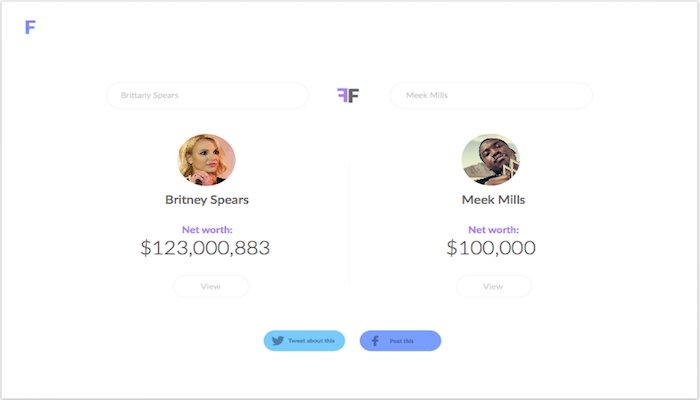 F
Brittany Spears
FF
Meek Mills
Britney Spears
Meek Mills
Net worth:
$123,000,883
Net worth:
$100,000
View
View
Tweet about this
Post this